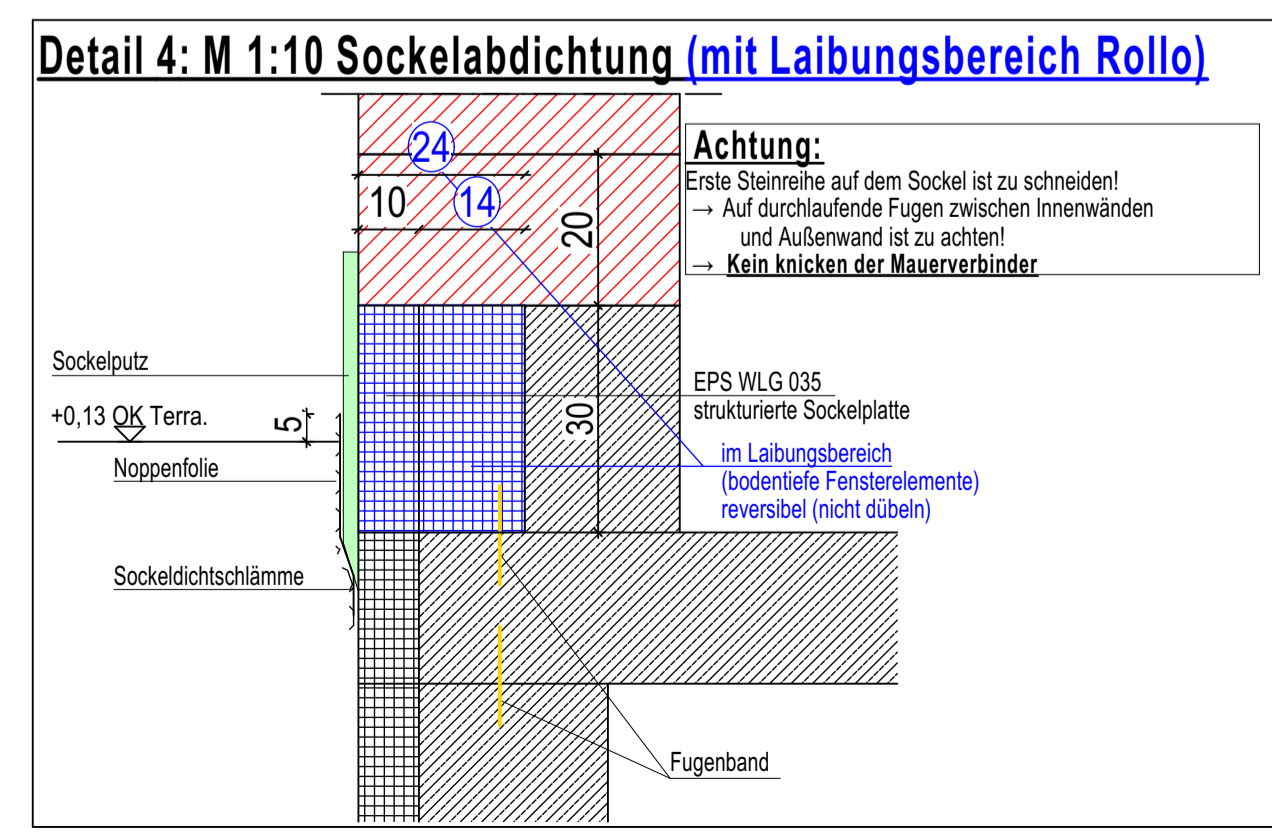 Detail 4: M 1:10 Sockelabdichtung (mit Laibungsbereich Rollo)
24
10
14
20
Achtung:
Erste Steinreihe auf dem Sockel ist zu schneiden!
→ Auf durchlaufende Fugen zwischen Innenwänden
und Außenwand ist zu achten!
→ Kein knicken der Mauerverbinder
Sockelputz
+0,13 OK Terra.
5
Noppenfolie
Sockeldichtschlämme
30
EPS WLG 035
strukturierte Sockelplatte
im Laibungsbereich
(bodentiefe Fensterelemente)
reversibel (nicht dübeln)
Fugenband